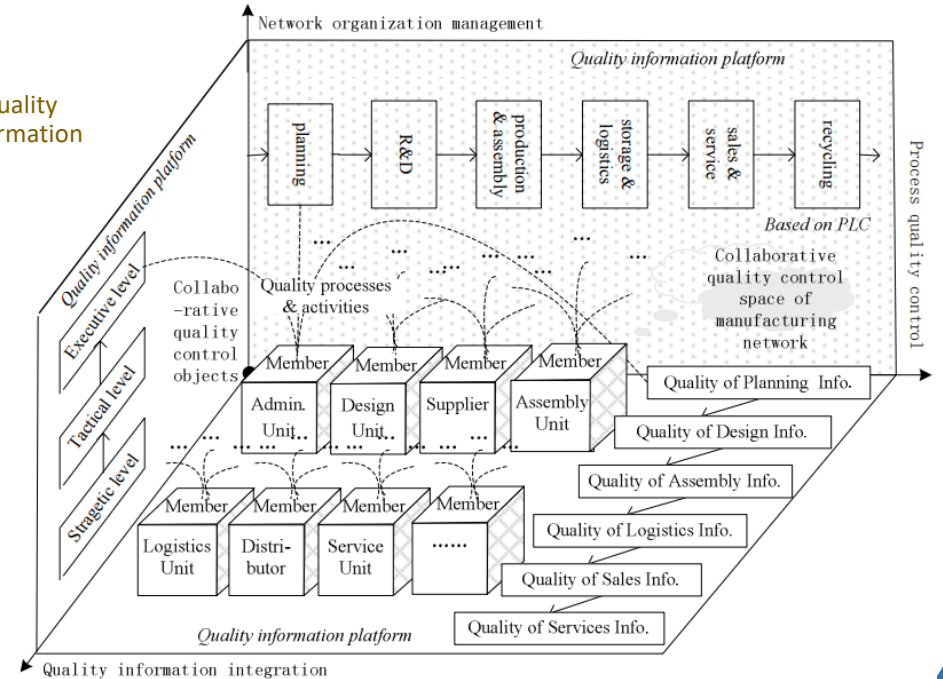 Network organization management
Quality information platform
uality
rmation
planning
R&D
production
& assembly
storage &
logistics
sales &
service
recycling
Based on PLC
Process quality control
Quality information platform
Executive level
Tactical level
Stragetic level
Collabo
-rative
quality
control
objects
Quality processes
& activities
Collaborative
quality control
space of
manufacturing
network
Member
Admin.
Unit
Member
Design
Unit
Member
Supplier
Member
Assembly
Unit
Member
Logistics
Unit
Member
Distri-
butor
Member
Service
Unit
Member
......
Quality of Planning Info.
Quality of Design Info.
Quality of Assembly Info.
Quality of Logistics Info.
Quality of Sales Info.
Quality of Services Info.
Quality information platform
Quality information integration